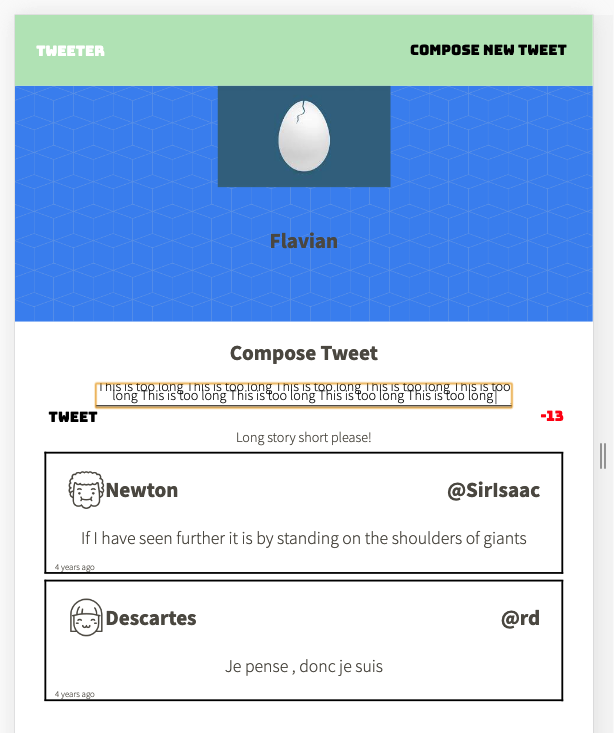 TWEETER COMPOSE NEW TWEET
Flavian
Compose Tweet
This is too long This is too long This is too long This is too long This is too
long This is too long This is too long This is too long This is too long
TWEET -13
Long story short please!
Newton @SirIsaac
If I have seen further it is by standing on the shoulders of giants
4 years ago
Descartes @rd
Je pense , donc je suis
4 years ago